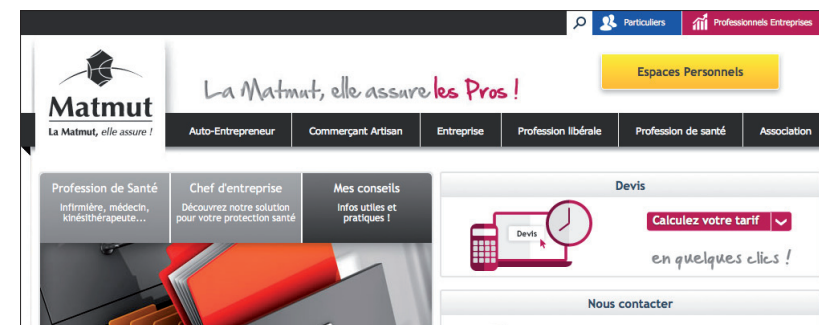 Particuliers
Professionnels Entreprises
Matmut
La Matmut, elle assure !
La Matmut, elle assure les Pros !
Espaces Personnels
Auto-Entrepreneur
Commerçant Artisan
Entreprise
Profession libérale
Profession de santé
Association
Profession de Santé
Infirmière, médecin,
kinésithérapeute...
Chef d'entreprise
Découvrez notre solution
pour votre protection santé
Mes conseils
Infos utiles et
pratiques !
Devis
Devis
Calculez votre tarif
en quelques clics !
Nous contacter